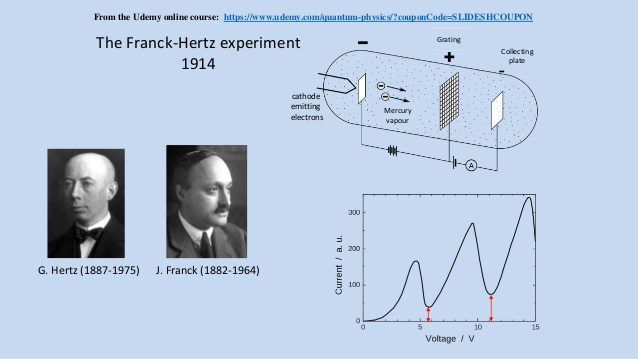 From the Udemy online course: https://www.udemy.com/quantum-physics/?couponCode=SLIDESHCOUPON
The Franck-Hertz experiment
1914
Grating
Collecting
plate
cathode
emitting
electrons
Mercury
vapour
A
G. Hertz (1887-1975)
J. Franck (1882-1964)
Current / a. u.
300
200
100
0
0 5 10 15
Voltage / V